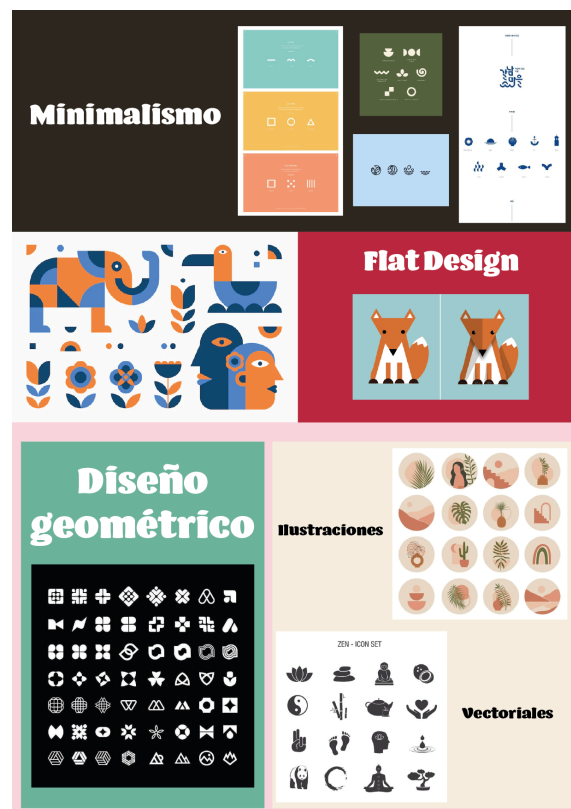 Minimalismo
Flat Design
Diseño
geométrico
Ilustraciones
ZEN - ICON SET
Vectoriales